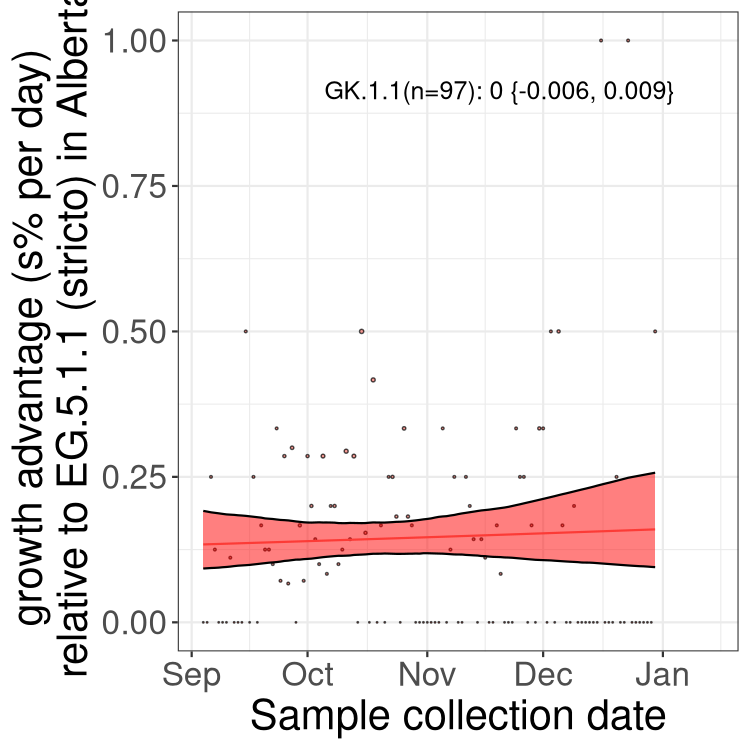 growth advantage (s% per day)
relative to EG.5.1.1 (stricto) in Alberta
1.00
0.75
0.50
0.25
0.00
GK.1.1(n=97): 0 {-0.006, 0.009}
Sep Oct Nov Dec Jan
Sample collection date